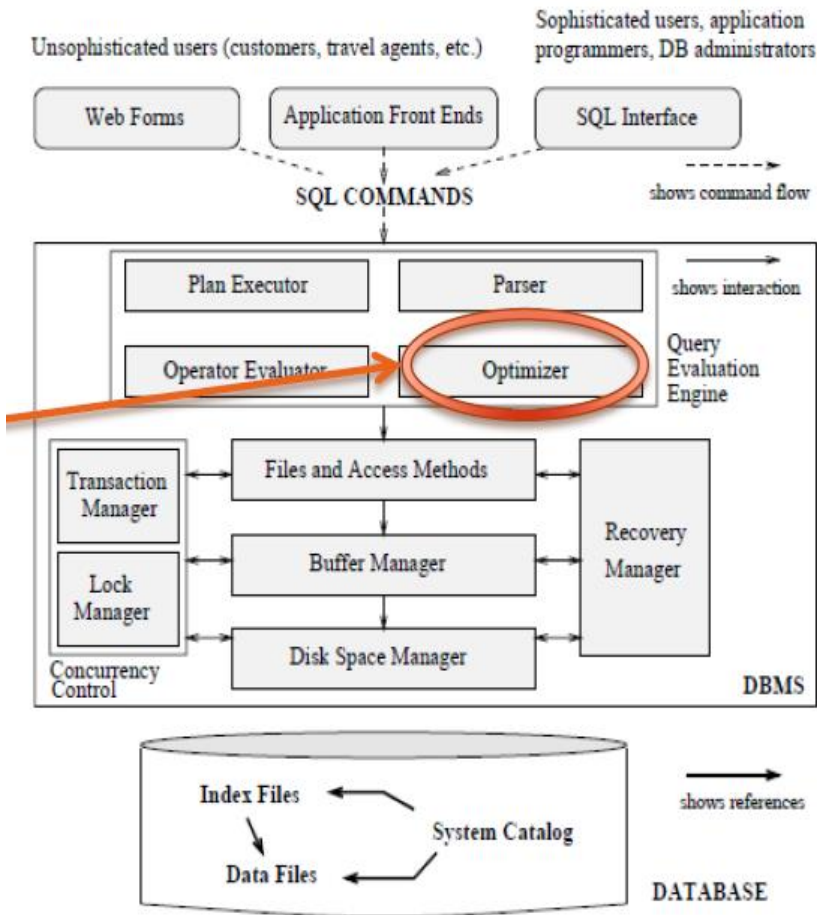 Unsophisticated users (customers, travel agents, etc.)
Sophisticated users, application
programmers, DB administrators
Web Forms
Application Front Ends
SQL Interface
SQL COMMANDS
shows command flow
Plan Executor
Parser
shows interaction
Operator Evaluator
Optimizer
Query
Evaluation
Engine
Transaction
Manager
Files and Access Methods
Recovery
Manager
Buffer Manager
Lock
Manager
Disk Space Manager
Concurrency
Control
DBMS
Index Files
shows references
System Catalog
Data Files
DATABASE